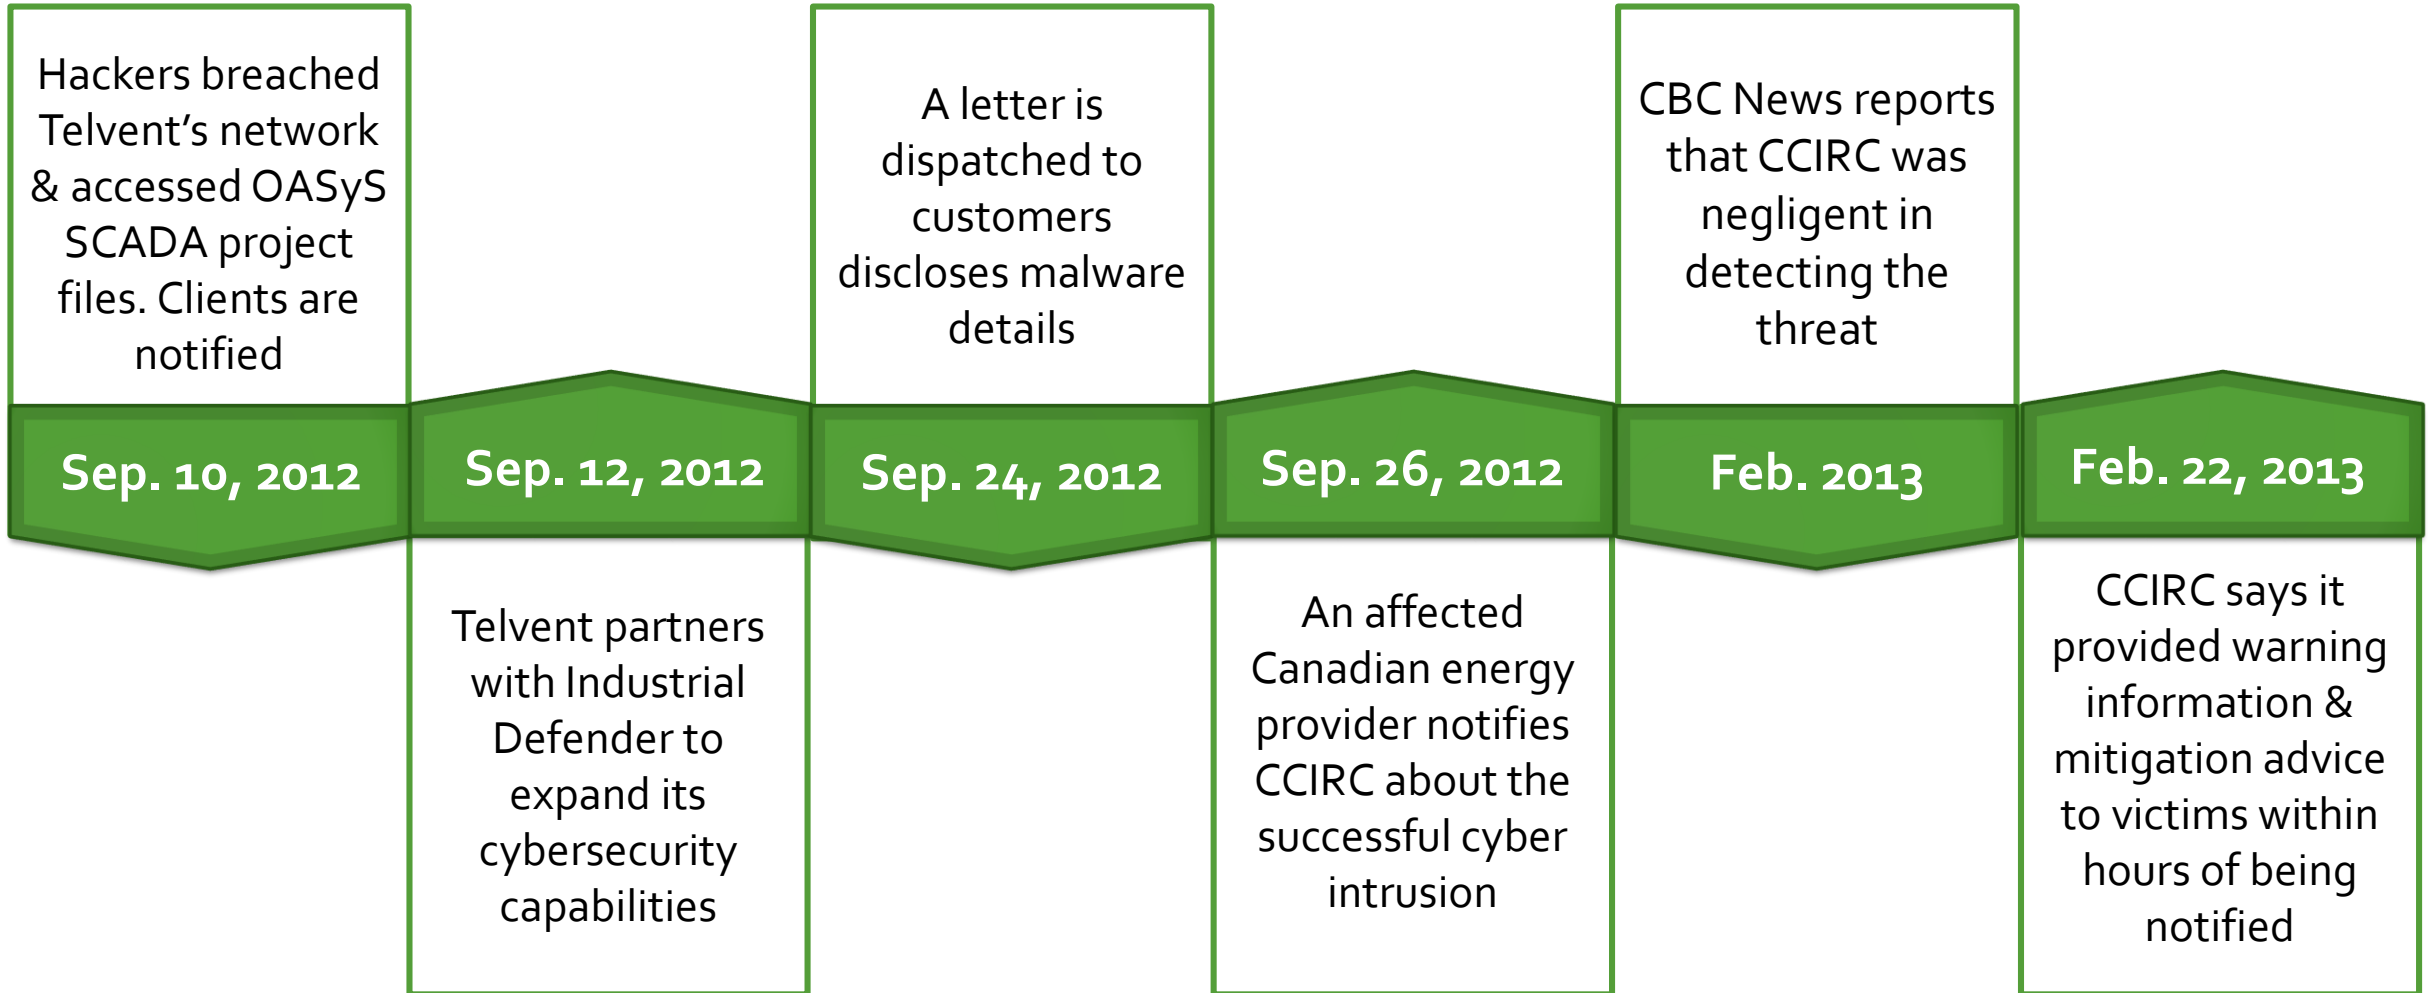 Hackers breached
Telvent’s network
& accessed OASyS
SCADA project
files. Clients are
notified
Sep. 10, 2012
Sep. 12, 2012
Telvent partners
with Industrial
Defender to
expand its
cybersecurity
capabilities
A letter is
dispatched to
customers
discloses malware
details
Sep. 24, 2012
Sep. 26, 2012
An affected
Canadian energy
provider notifies
CCIRC about the
successful cyber
intrusion
CBC News reports
that CCIRC was
negligent in
detecting the
threat
Feb. 2013
Feb. 22, 2013
CCIRC says it
provided warning
information &
mitigation advice
to victims within
hours of being
notified